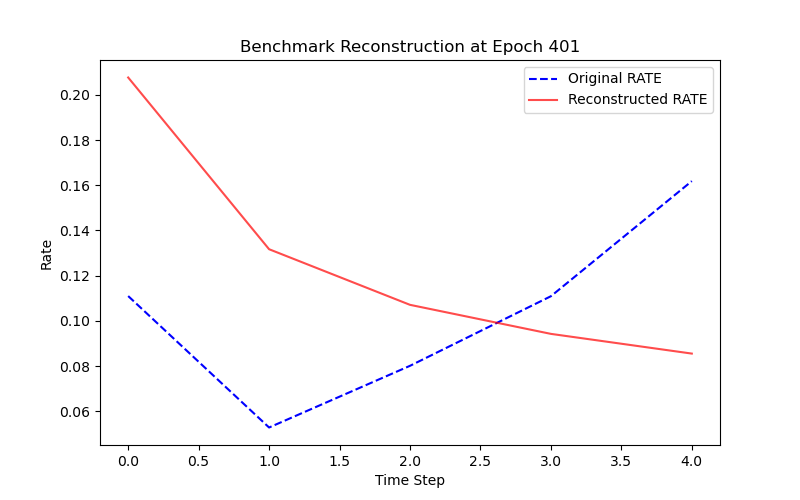 Benchmark Reconstruction at Epoch 401
Original RATE
Reconstructed RATE
0.20
0.18
0.16
0.14
0.12
0.10
0.08
0.06
Rate
0.0 0.5 1.0 1.5 2.0 2.5 3.0 3.5 4.0
Time Step